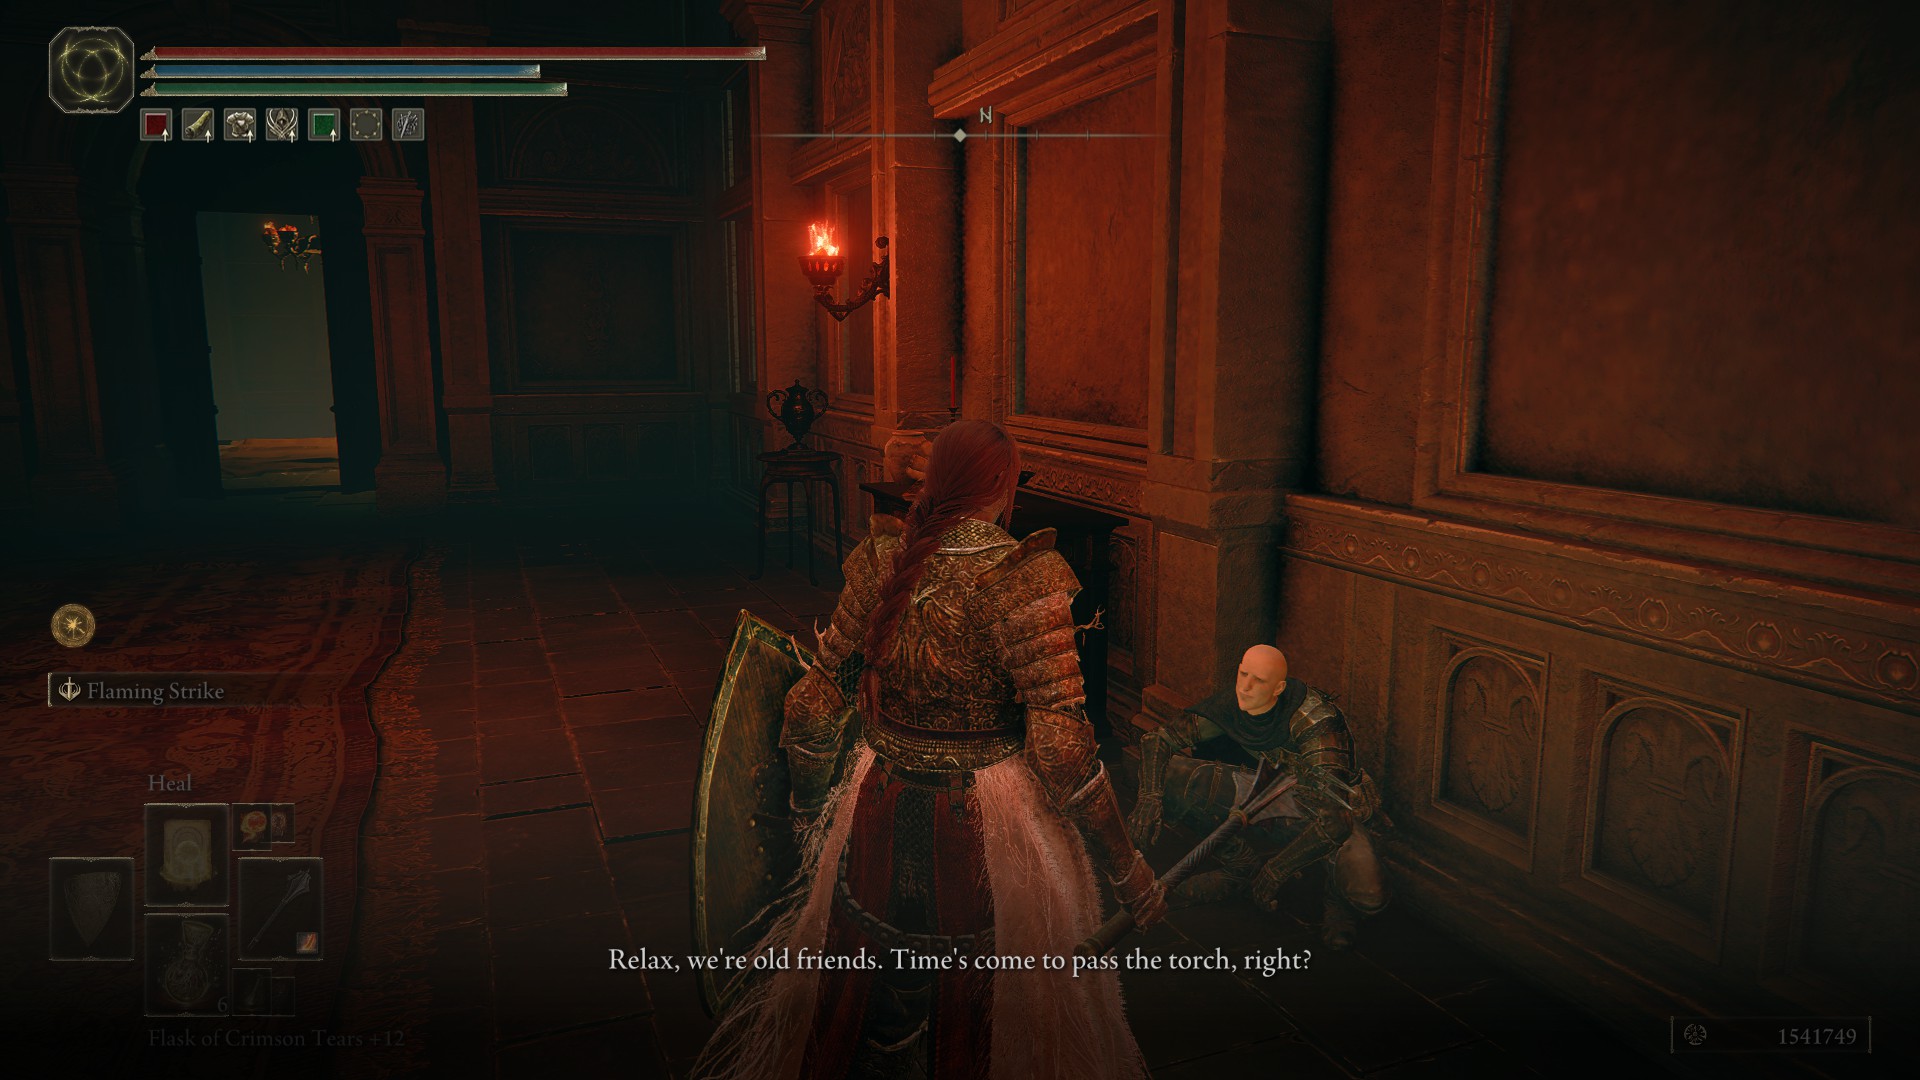 N
Flaming Strike
Heal
6
Flask of Crimson Tears +12
Relax, we're old friends. Time's come to pass the torch, right?
1541749